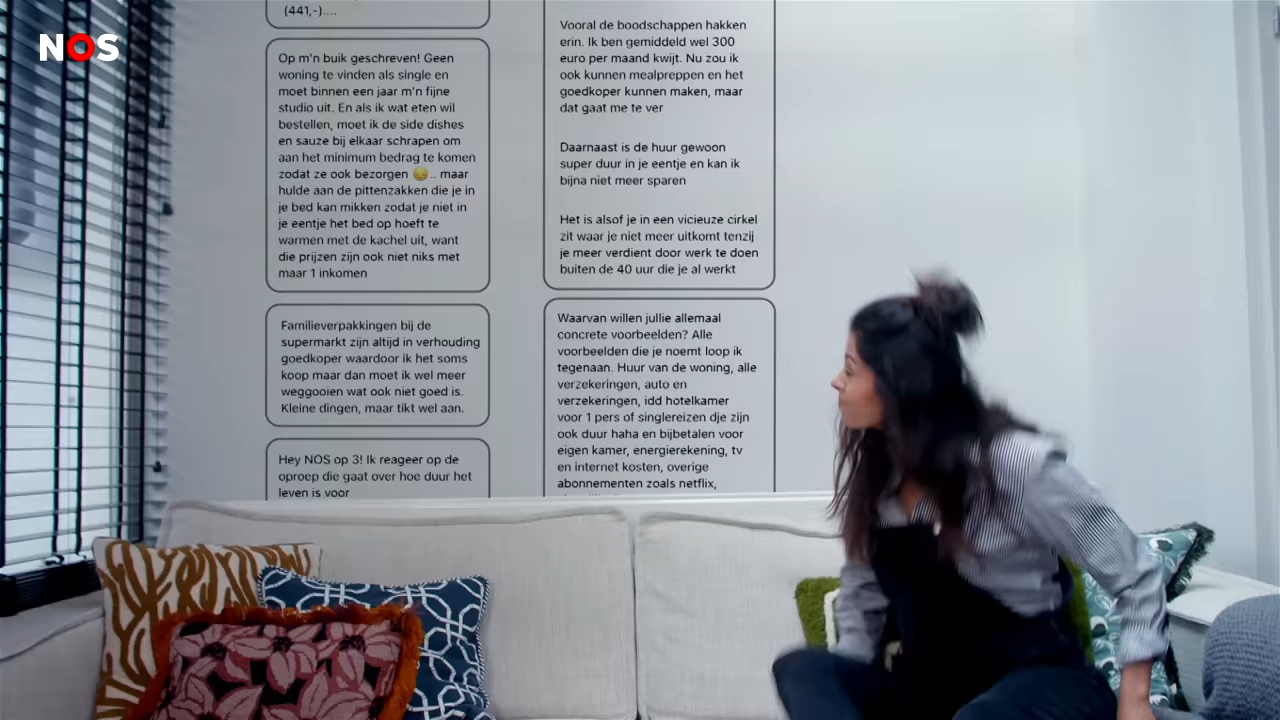 NOS
(441,-)....
Op m'n buik geschreven! Geen
woning te vinden als single en
moet binnen een jaar m'n fijne
studio uit. En als ik wat eten wil
bestellen, moet ik de side dishes
en sauze bij elkaar schrapen om
aan het minimum bedrag te komen
zodat ze ook bezorgen 😔.. maar
hulde aan de pittenzakken die je in
je bed kan mikken zodat je niet in
je eentje het bed op hoeft te
warmen met de kachel uit, want
die prijzen zijn ook niet niks met
maar 1 inkomen
Familieverpakkingen bij de
supermarkt zijn altijd in verhouding
goedkoper waardoor ik het soms
koop maar dan moet ik wel meer
weggooien wat ook niet goed is.
Kleine dingen, maar tikt wel aan.
Hey NOS op 3! Ik reageer op de
oproep die gaat over hoe duur het
leven is voor
Vooral de boodschappen hakken
erin. Ik ben gemiddeld wel 300
euro per maand kwijt. Nu zou ik
ook kunnen mealpreppen en het
goedkoper kunnen maken, maar
dat gaat me te ver
Daarnaast is de huur gewoon
super duur in je eentje en kan ik
bijna niet meer sparen
Het is alsof je in een vicieuze cirkel
zit waar je niet meer uitkomt tenzij
je meer verdient door werk te doen
buiten de 40 uur die je al werkt
Waarvan willen jullie allemaal
concrete voorbeelden? Alle
voorbeelden die je noemt loop ik
tegenaan. Huur van de woning, alle
verzekeringen, auto en
verzekeringen, idd hotelkamer
voor 1 pers of singlereizen dje zijn
ook duur haha en bijbetalen voor
eigen kamer, energierekening, tv
en internet kosten, overige
abonnementen zoals netflix,